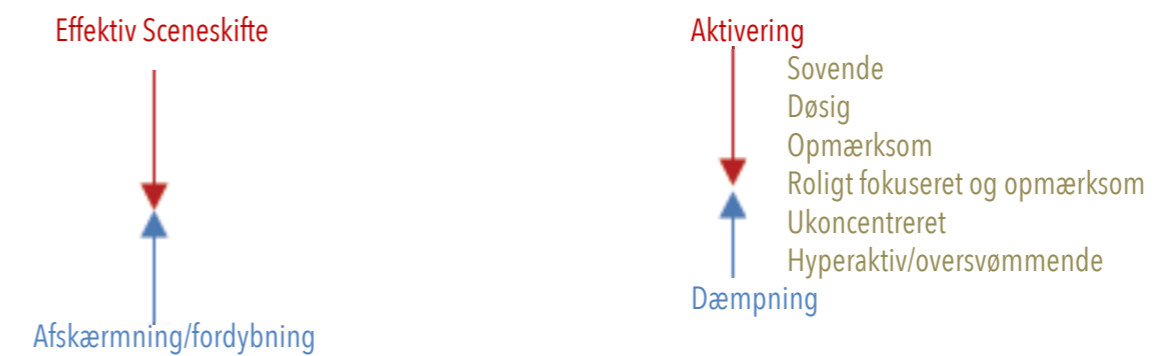 Effektiv Sceneskifte
Afskærmning/fordybning
Aktivering
Sovende
Døsig
Opmærksom
Roligt fokuseret og opmærksom
Ukoncentreret
Hyperaktiv/oversvømmende
Dæmpning